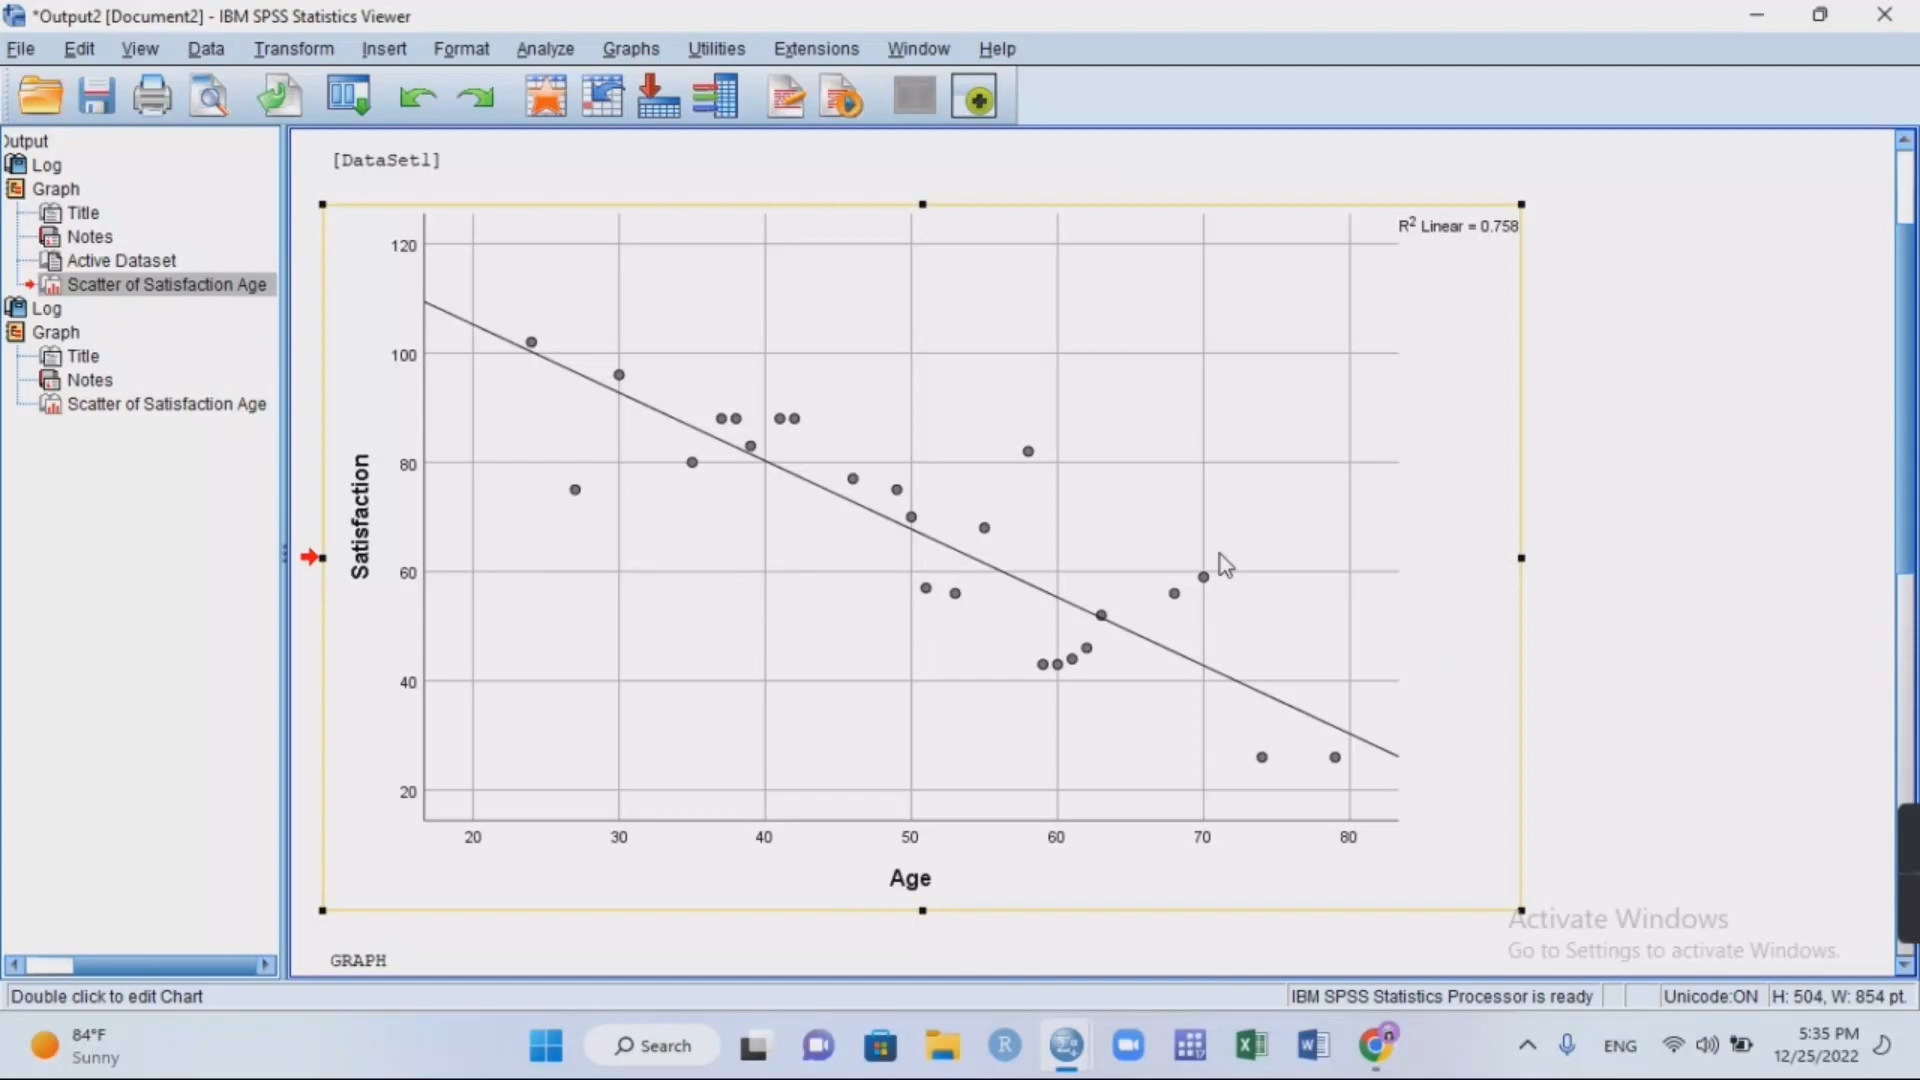 *Output2 [Document2] - IBM SPSS Statistics Viewer
File Edit View Data Transform Insert Format Analyze Graphs Utilities Extensions Window Help
Output
Log
Graph
Title
Notes
Active Dataset
Scatter of Satisfaction Age
Log
Graph
Title
Notes
Scatter of Satisfaction Age
[DataSet1]
R² Linear = 0.758
120
100
80
60
40
20
Satisfaction
20 30 40 50 60 70 80
Age
GRAPH
Activate Windows
Go to Settings to activate Windows.
Double click to edit Chart
IBM SPSS Statistics Processor is ready
Unicode:ON
H: 504, W: 854 pt.
84°F
Sunny
Search
ENG
5:35 PM
12/25/2022